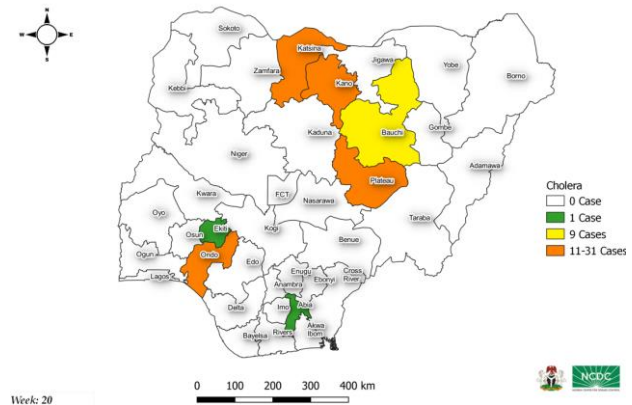 N
W
E
S
Sokoto
Katsina
Jigawa
Yobe
Borno
Zamfara
Kano
Kebbi
Kaduna
Bauchi
Gombe
Adamawa
Niger
Plateau
Kwara
FCT
Nasarawa
Taraba
Oyo
Ekiti
Kogi
Osun
Benue
Ogun
Ondo
Edo
Lagos
Enugu
Ebonyi
Cross
River
Anambra
Delta
Imo
Abia
Bayelsa
Rivers
Akwa
Ibom
Cholera
0 Case
1 Case
9 Cases
11-31 Cases
Week: 20
0 100 200 300 400 km
NCDC